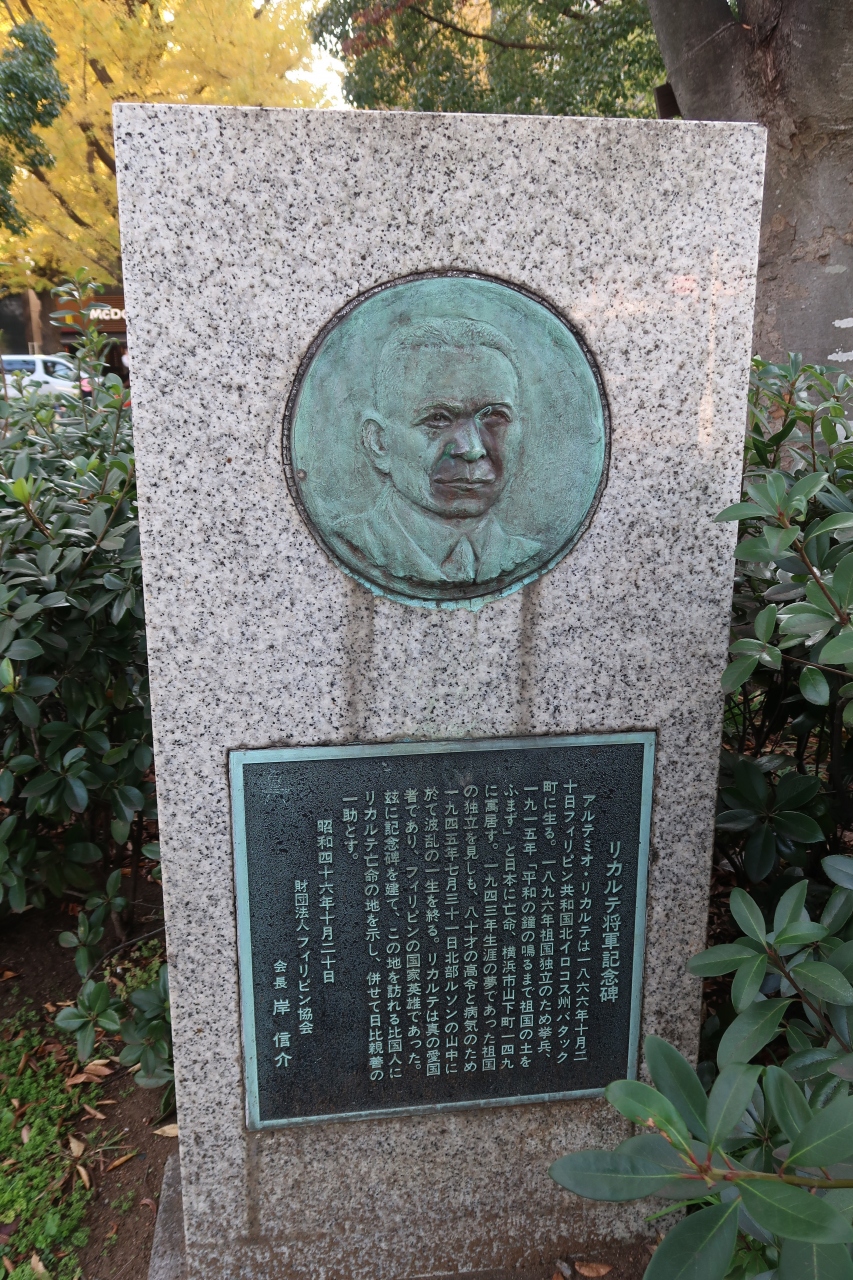 リカルテ将軍記念碑
アルテミオ・リカルテは一八六六年十月二
十日フィリピン共和国北イロコス州バタック
町に生る。一八九六年祖国独立のため挙兵、
一九一五年「平和の鐘の鳴るまで祖国の土を
ふまず」と日本に亡命、横浜市山下町一四九
に寓居す。一九四三年生涯の夢であった祖国
の独立を見しも、八十才の高令と病気のため
一九四五年七月三十一日北部ルソンの山中に
於て波乱の一生を終る。リカルテは真の愛国
者であり、フィリピンの国家英雄であった。
茲に記念碑を建て、この地を訪れる比国人に
リカルテ亡命の地を示し、併せて日比親善の
一助とす。
昭和四十六年十月二十日
財団法人 フィリピン協会
会長 岸 信介
McDO